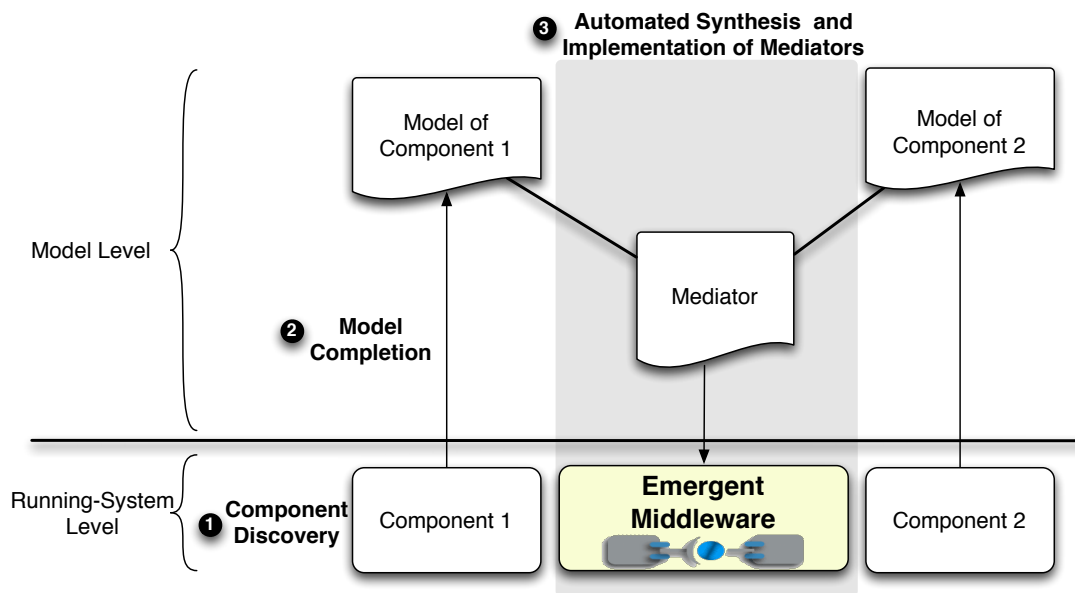 3 Automated Synthesis and
Implementation of Mediators
Model of
Component 1
Model of
Component 2
Model Level
Mediator
2 Model
Completion
Running-System
Level
1 Component
Discovery
Component 1
Emergent
Middleware
Component 2